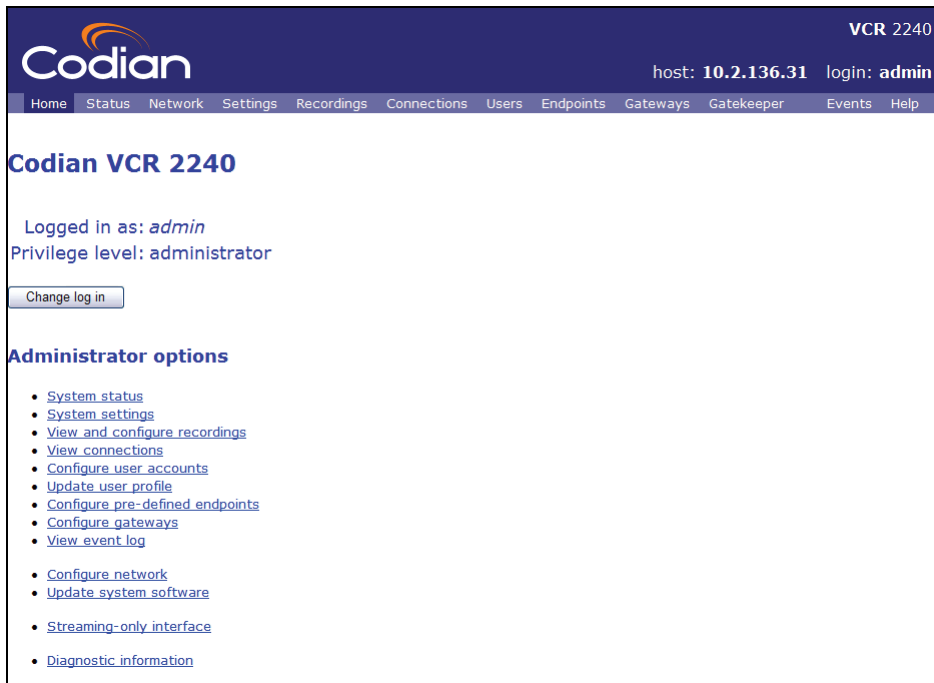 VCR 2240
Codian
host: 10.2.136.31 login: admin
Home Status Network Settings Recordings Connections Users Endpoints Gateways Gatekeeper Events Help
Codian VCR 2240
Logged in as: admin
Privilege level: administrator
Change log in
Administrator options
• System status
• System settings
• View and configure recordings
• View connections
• Configure user accounts
• Update user profile
• Configure pre-defined endpoints
• Configure gateways
• View event log
• Configure network
• Update system software
• Streaming-only interface
• Diagnostic information